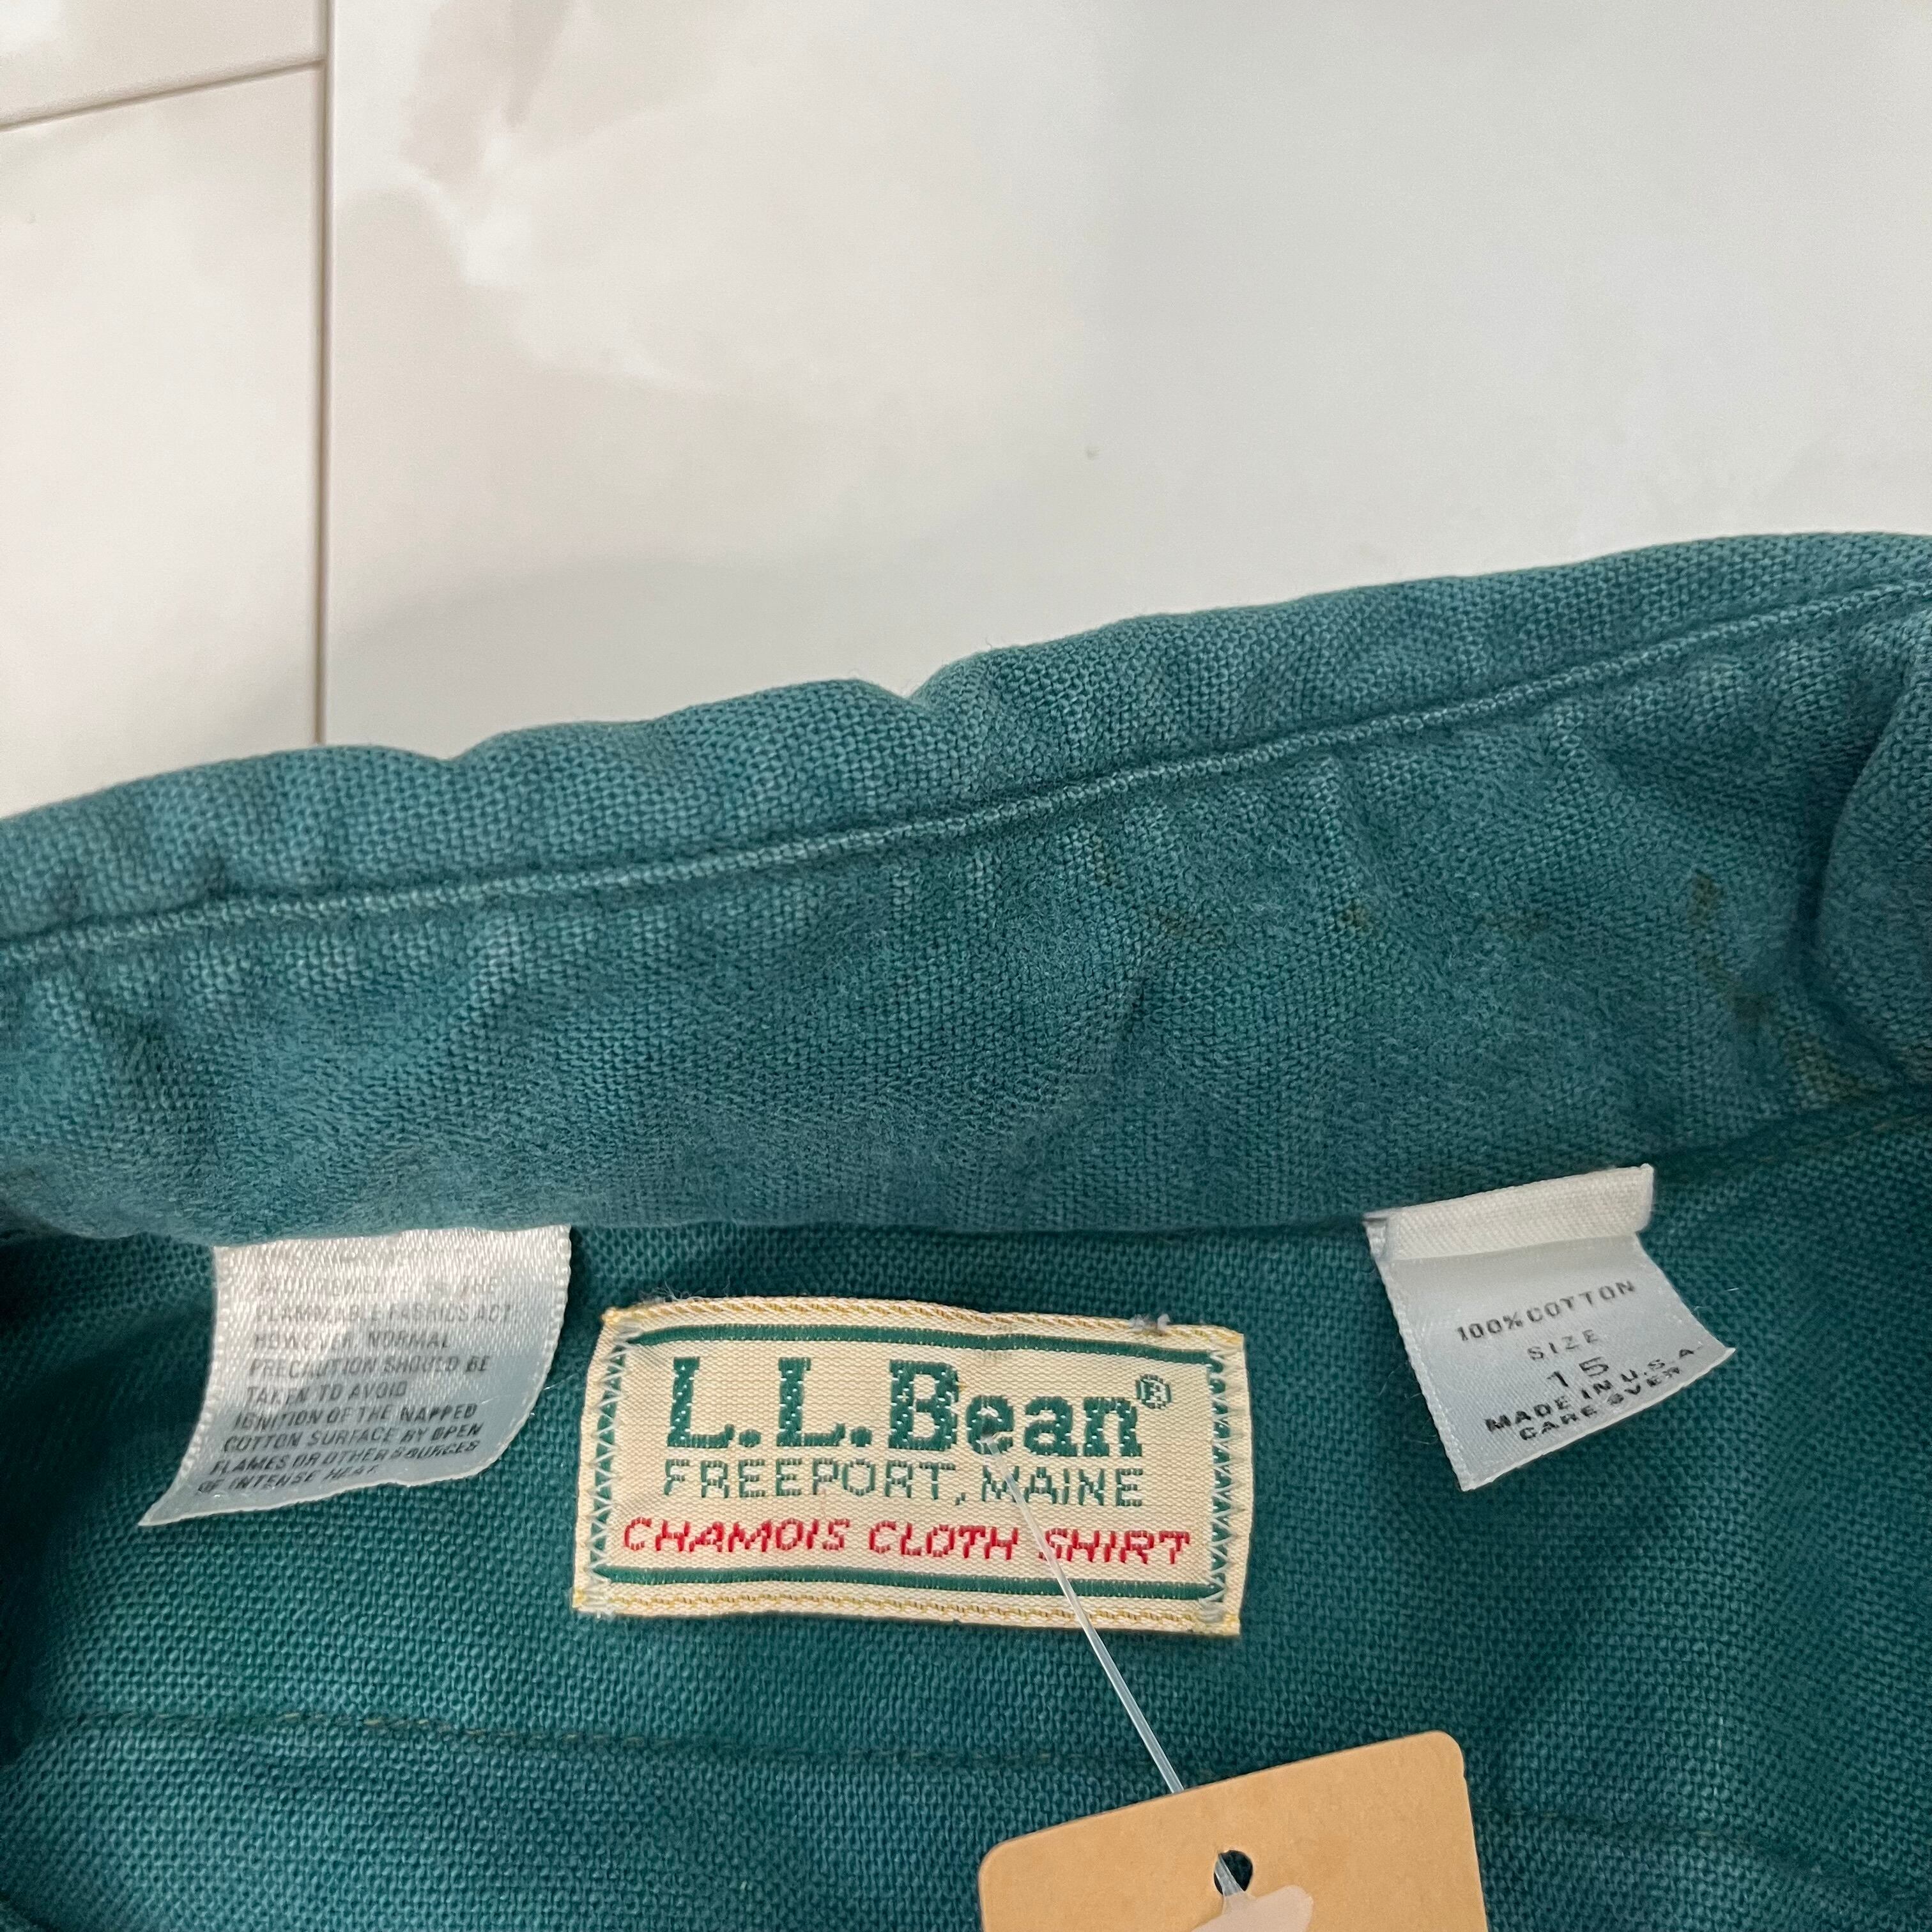 FLAMMABLE FABRICS ACT
HOWEVER NORMAL
PRECAUTION SHOULD BE
TAKEN TO AVOID
IGNITION OF THE NAPPED
COTTON SURFACE BY OPEN
FLAMES OR OTHER SOURCES
OF INTENSE HEAT
L.L.Bean®
FREEPORT, MAINE
CHAMOIS CLOTH SHIRT
100% COTTON
SIZE
15
MADE IN U.S.A.
CARE OVER